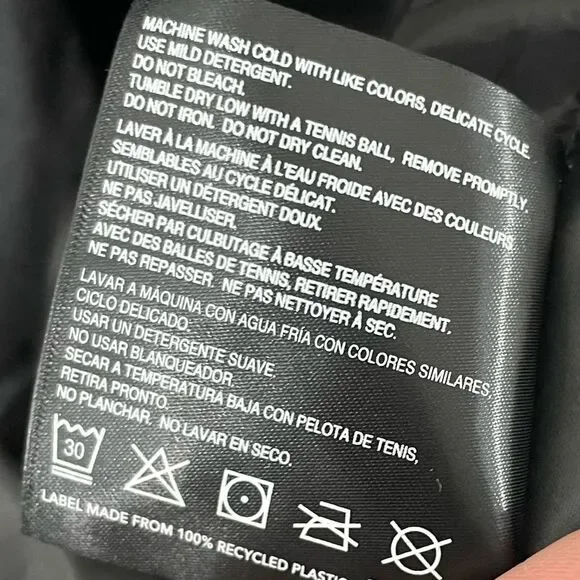 MACHINE WASH COLD WITH LIKE COLORS, DELICATE CYCLE.
USE MILD DETERGENT.
DO NOT BLEACH.
TUMBLE DRY LOW WITH A TENNIS BALL, REMOVE PROMPTLY.
DO NOT IRON. DO NOT DRY CLEAN.
LAVER À LA MACHINE À L'EAU FROIDE AVEC DES COULEURS
SEMBLABLES AU CYCLE DÉLICAT.
UTILISER UN DÉTERGENT DOUX.
NE PAS JAVELLISER.
SÉCHER PAR CULBUTAGE À BASSE TEMPÉRATURE
AVEC DES BALLES DE TENNIS, RETIRER RAPIDEMENT.
NE PAS REPASSER. NE PAS NETTOYER À SEC.
LAVAR A MÁQUINA CON AGUA FRÍA CON COLORES SIMILARES,
CICLO DELICADO.
USAR UN DETERGENTE SUAVE.
NO USAR BLANQUEADOR.
SECAR A TEMPERATURA BAJA CON PELOTA DE TENIS,
RETIRA PRONTO.
NO PLANCHAR. NO LAVAR EN SECO.
30
LABEL MADE FROM 100% RECYCLED PLASTIC